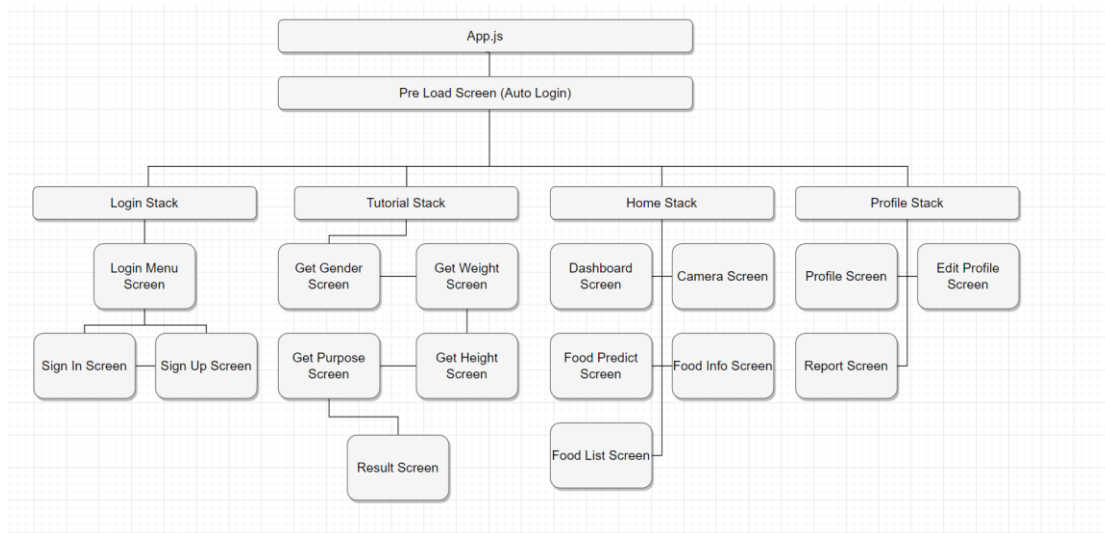 App.js
Pre Load Screen (Auto Login)
Login Stack
Tutorial Stack
Home Stack
Profile Stack
Login Menu
Screen
Get Gender
Screen
Get Weight
Screen
Dashboard
Screen
Camera Screen
Profile Screen
Edit Profile
Screen
Sign In Screen
Sign Up Screen
Get Purpose
Screen
Get Height
Screen
Food Predict
Screen
Food Info Screen
Report Screen
Result Screen
Food List Screen